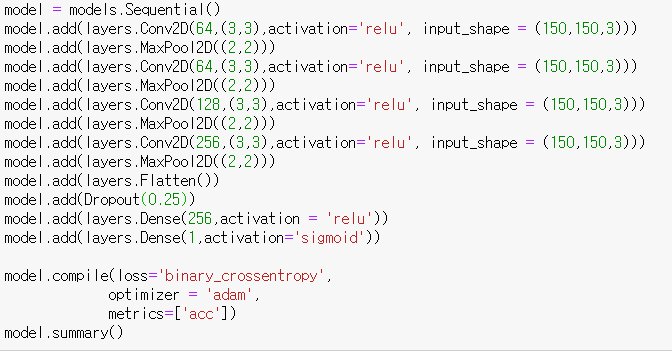 model = models.Sequential()
model.add(layers.Conv2D(64,(3,3),activation='relu', input_shape = (150,150,3)))
model.add(layers.MaxPool2D((2,2)))
model.add(layers.Conv2D(64,(3,3),activation='relu', input_shape = (150,150,3)))
model.add(layers.MaxPool2D((2,2)))
model.add(layers.Conv2D(128,(3,3),activation='relu', input_shape = (150,150,3)))
model.add(layers.MaxPool2D((2,2)))
model.add(layers.Conv2D(256,(3,3),activation='relu', input_shape = (150,150,3)))
model.add(layers.MaxPool2D((2,2)))
model.add(layers.Flatten())
model.add(Dropout(0.25))
model.add(layers.Dense(256,activation = 'relu'))
model.add(layers.Dense(1,activation='sigmoid'))

model.compile(loss='binary_crossentropy',
              optimizer = 'adam',
              metrics=['acc'])
model.summary()